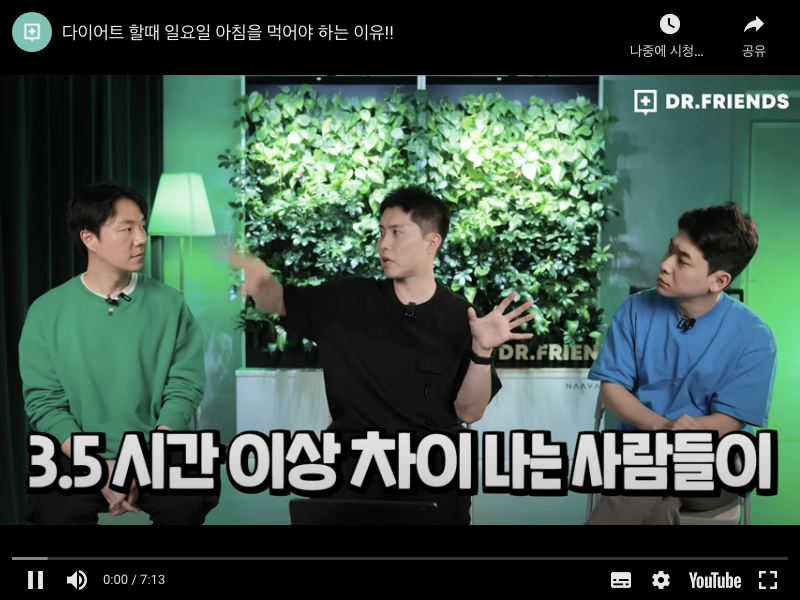 다이어트 할때 일요일 아침을 먹어야 하는 이유!!
나중에 시청...
공유
DR.FRIENDS
DR.FRIEN
NAAVA
3.5시간 이상 차이 나는 사람들이
0:00 / 7:13
YouTube